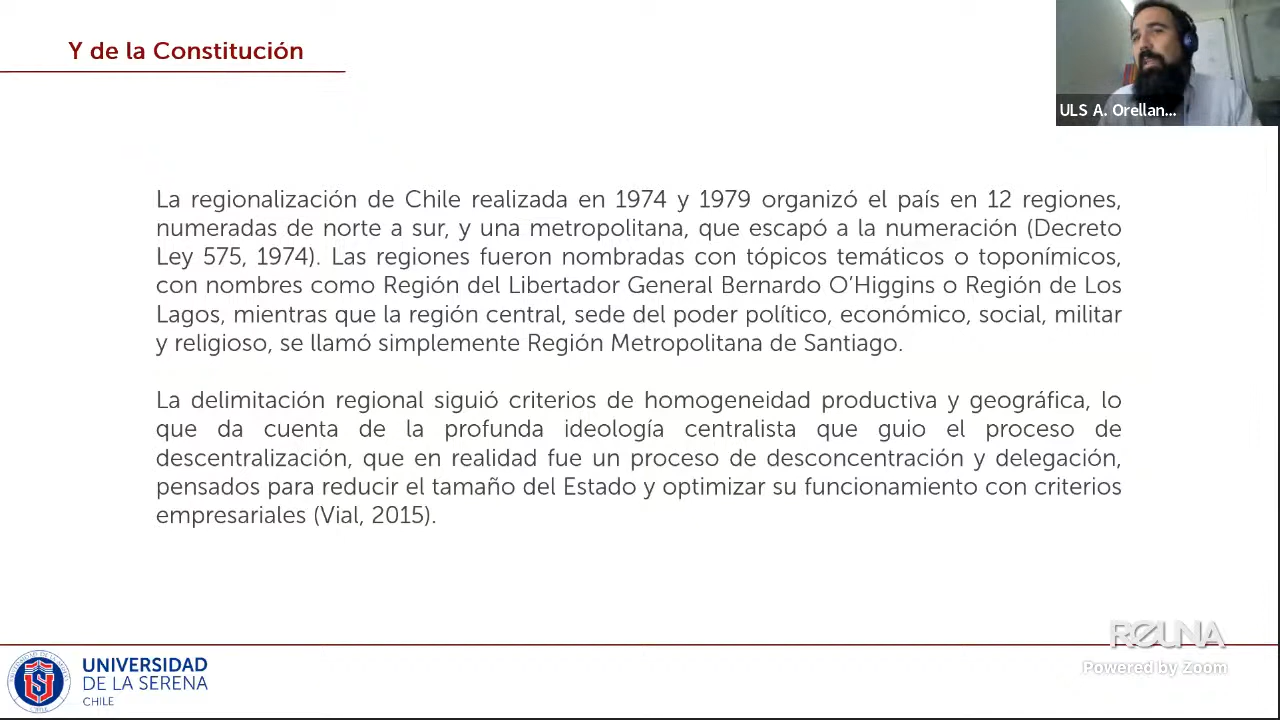 Y de la Constitución
ULS A. Orellan...
La regionalización de Chile realizada en 1974 y 1979 organizó el país en 12 regiones,
numeradas de norte a sur, y una metropolitana, que escapó a la numeración (Decreto
Ley 575, 1974). Las regiones fueron nombradas con tópicos temáticos o toponímicos,
con nombres como Región del Libertador General Bernardo O’Higgins o Región de Los
Lagos, mientras que la región central, sede del poder político, económico, social, militar
y religioso, se llamó simplemente Región Metropolitana de Santiago.
La delimitación regional siguió criterios de homogeneidad productiva y geográfica, lo
que da cuenta de la profunda ideología centralista que guio el proceso de
descentralización, que en realidad fue un proceso de desconcentración y delegación,
pensados para reducir el tamaño del Estado y optimizar su funcionamiento con criterios
empresariales (Vial, 2015).
REUNA
Powered by Zoom
UNIVERSIDAD
DE LA SERENA
CHILE